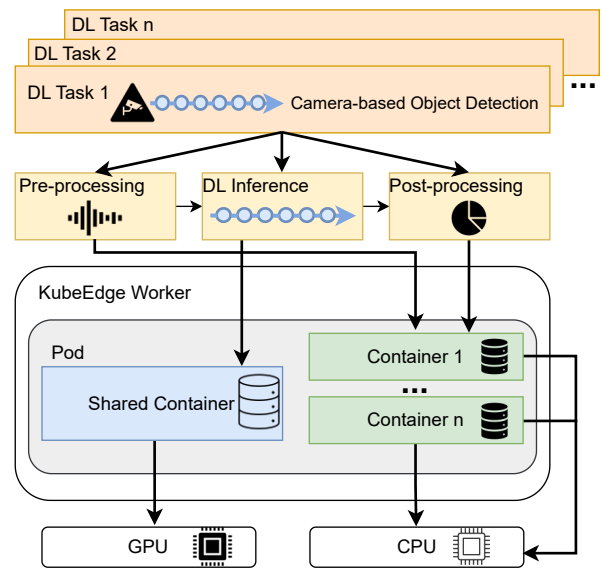 DL Task n
DL Task 2
...
DL Task 1
Camera-based Object Detection
Pre-processing
DL Inference
Post-processing
KubeEdge Worker
Pod
Container 1
...
Shared Container
Container n
GPU
CPU